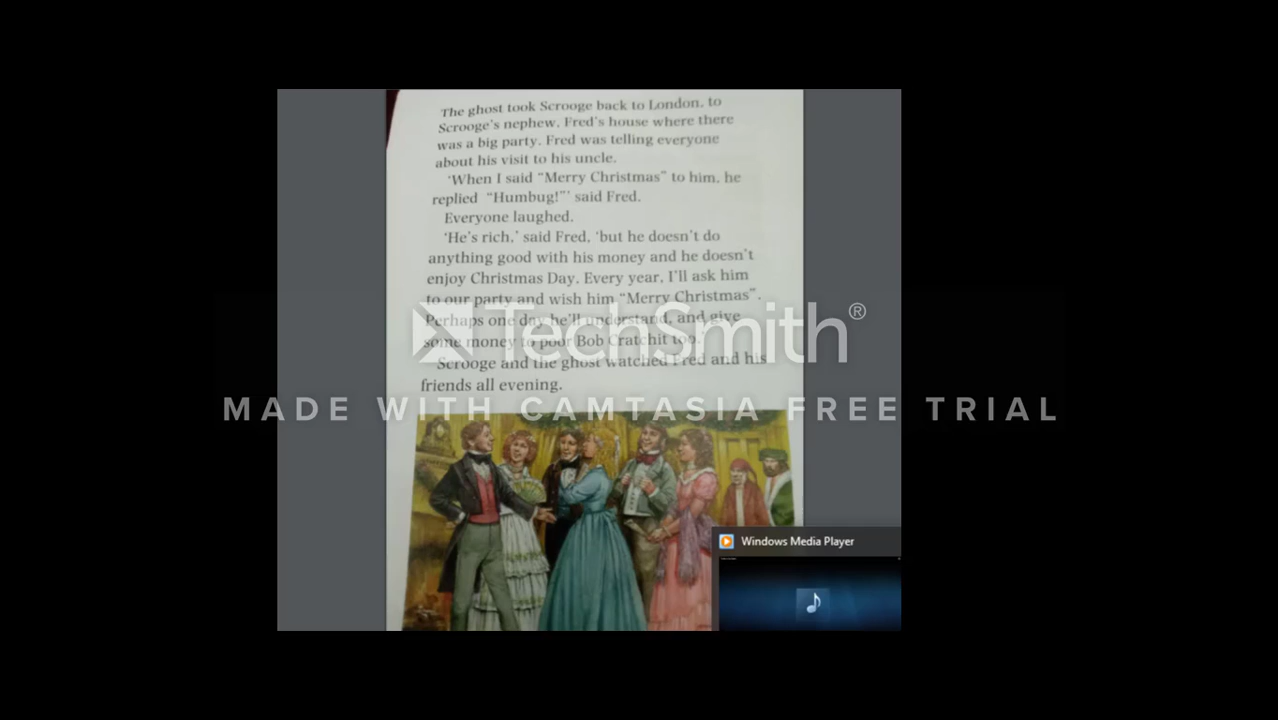 The ghost took Scrooge back to London, to
Scrooge's nephew, Fred's house where there
was a big party. Fred was telling everyone
about his visit to his uncle.
'When I said "Merry Christmas" to him, he
replied "Humbug!"' said Fred.
Everyone laughed.
'He's rich,' said Fred, 'but he doesn't do
anything good with his money and he doesn't
enjoy Christmas Day. Every year, I'll ask him
to our party and wish him "Merry Christmas".
Perhaps one day he'll understand, and give
some money to poor Bob Cratchit too.'
Scrooge and the ghost watched Fred and his
friends all evening.
TechSmith®
MADE WITH CAMTASIA FREE TRIAL
Windows Media Player